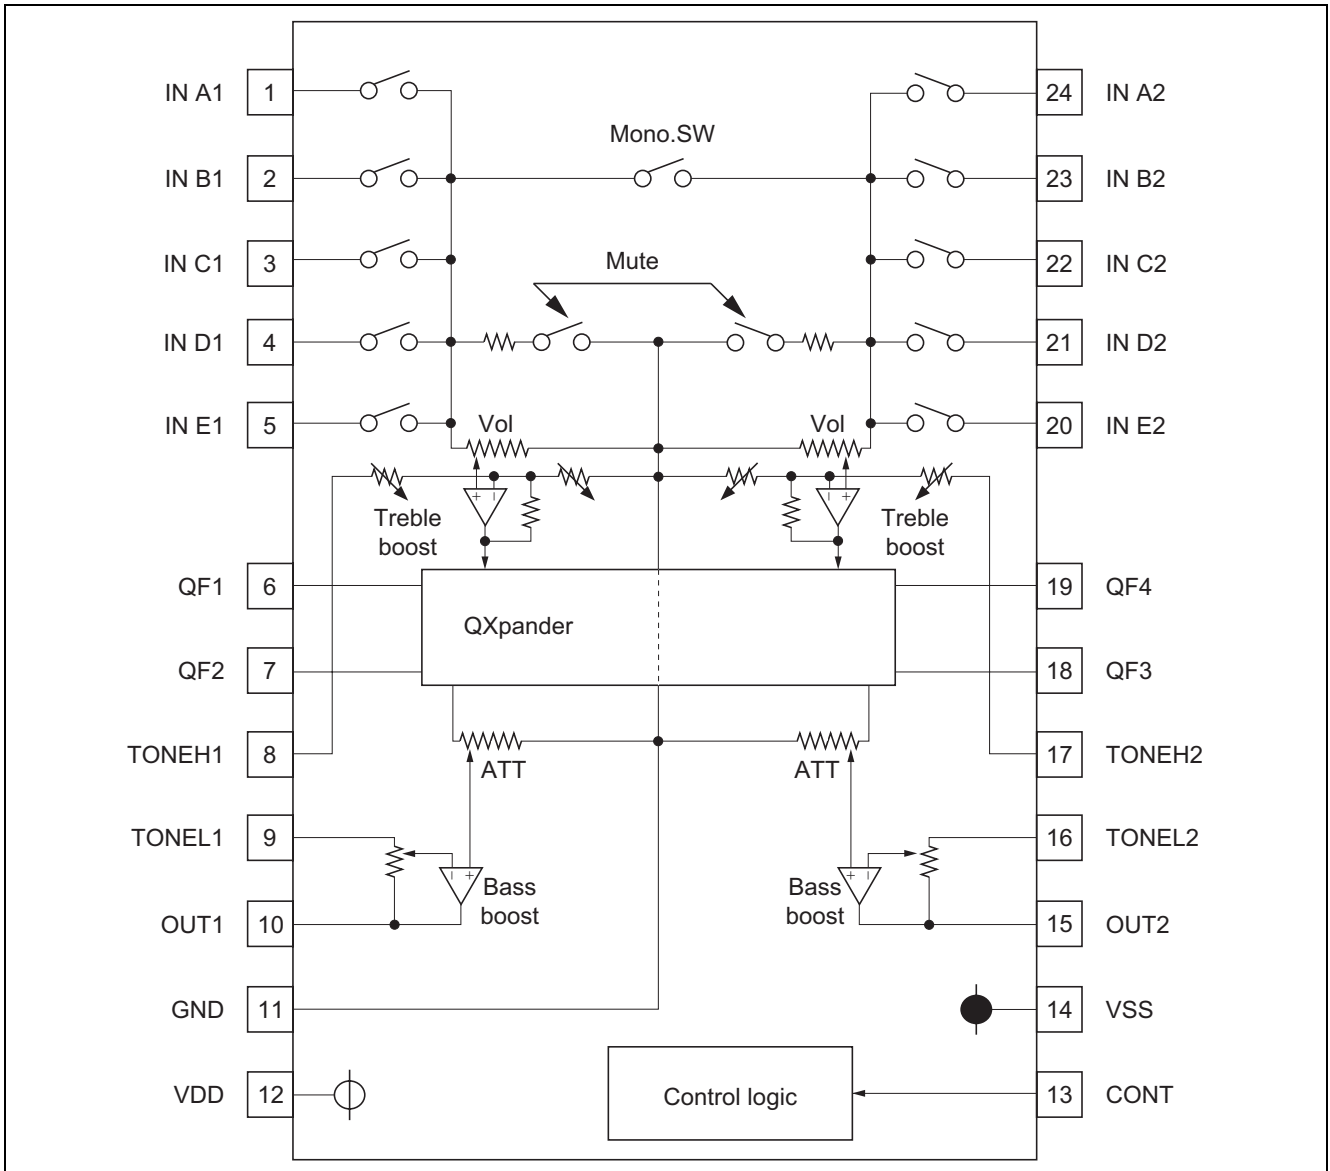 IN A1 1 24 IN A2
Mono.SW
IN B1 2 23 IN B2
IN C1 3 22 IN C2
Mute
IN D1 4 21 IN D2
IN E1 5 20 IN E2
Vol Vol
+ − − +
Treble boost
Treble boost
QF1 6 19 QF4
QXpander
QF2 7 18 QF3
TONEH1 8 17 TONEH2
ATT ATT
TONEL1 9 16 TONEL2
− + + −
Bass boost
Bass boost
OUT1 10 15 OUT2
GND 11 14 VSS
VDD 12 13 CONT
Control logic